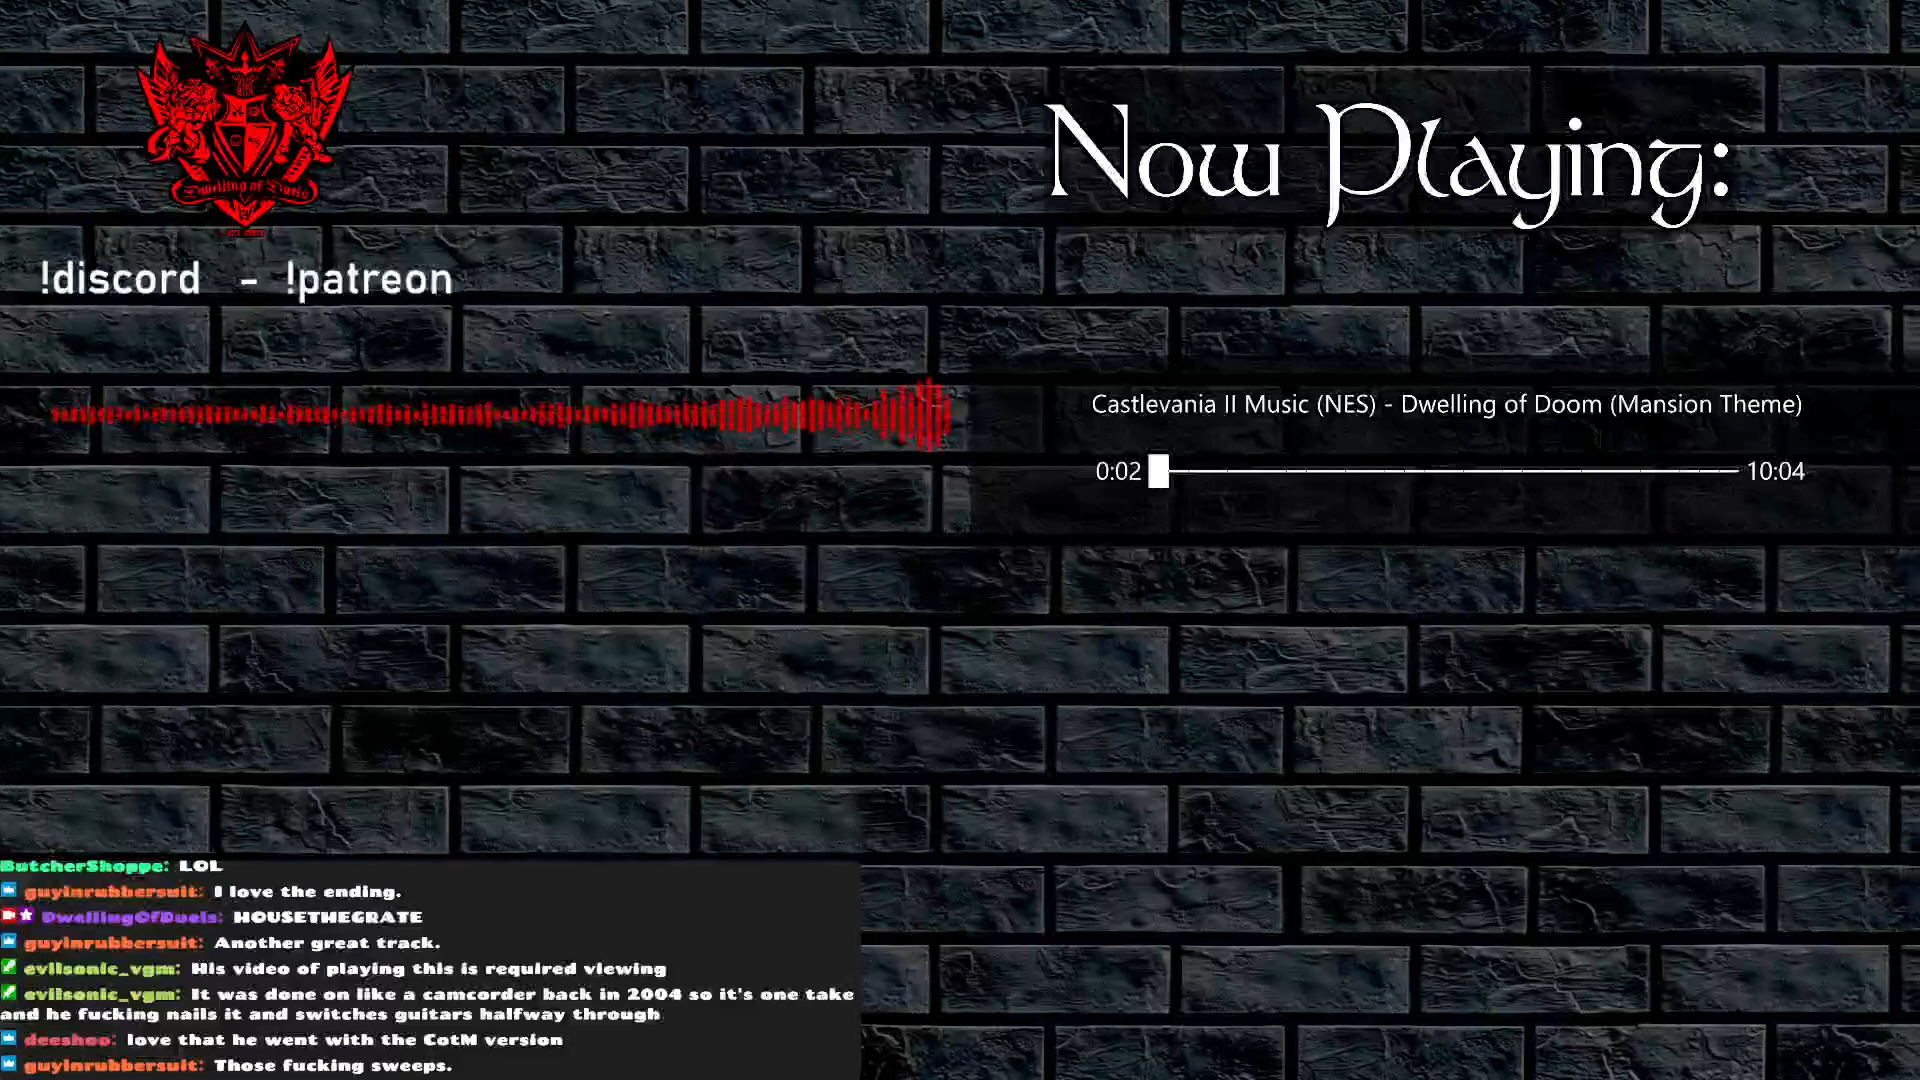 Dwelling of Duels
Now Playing:
!discord - !patreon
Castlevania II Music (NES) - Dwelling of Doom (Mansion Theme)
0:02 10:04
ButcherShoppe: LOL
guyinrubbersuit: I love the ending.
DwellingOfDuels: HOUSETHEGRATE
guyinrubbersuit: Another great track.
evilsonic_vgm: His video of playing this is required viewing
evilsonic_vgm: It was done on like a camcorder back in 2004 so it's one take
and he fucking nails it and switches guitars halfway through
deeshoo: love that he went with the CotM version
guyinrubbersuit: Those fucking sweeps.